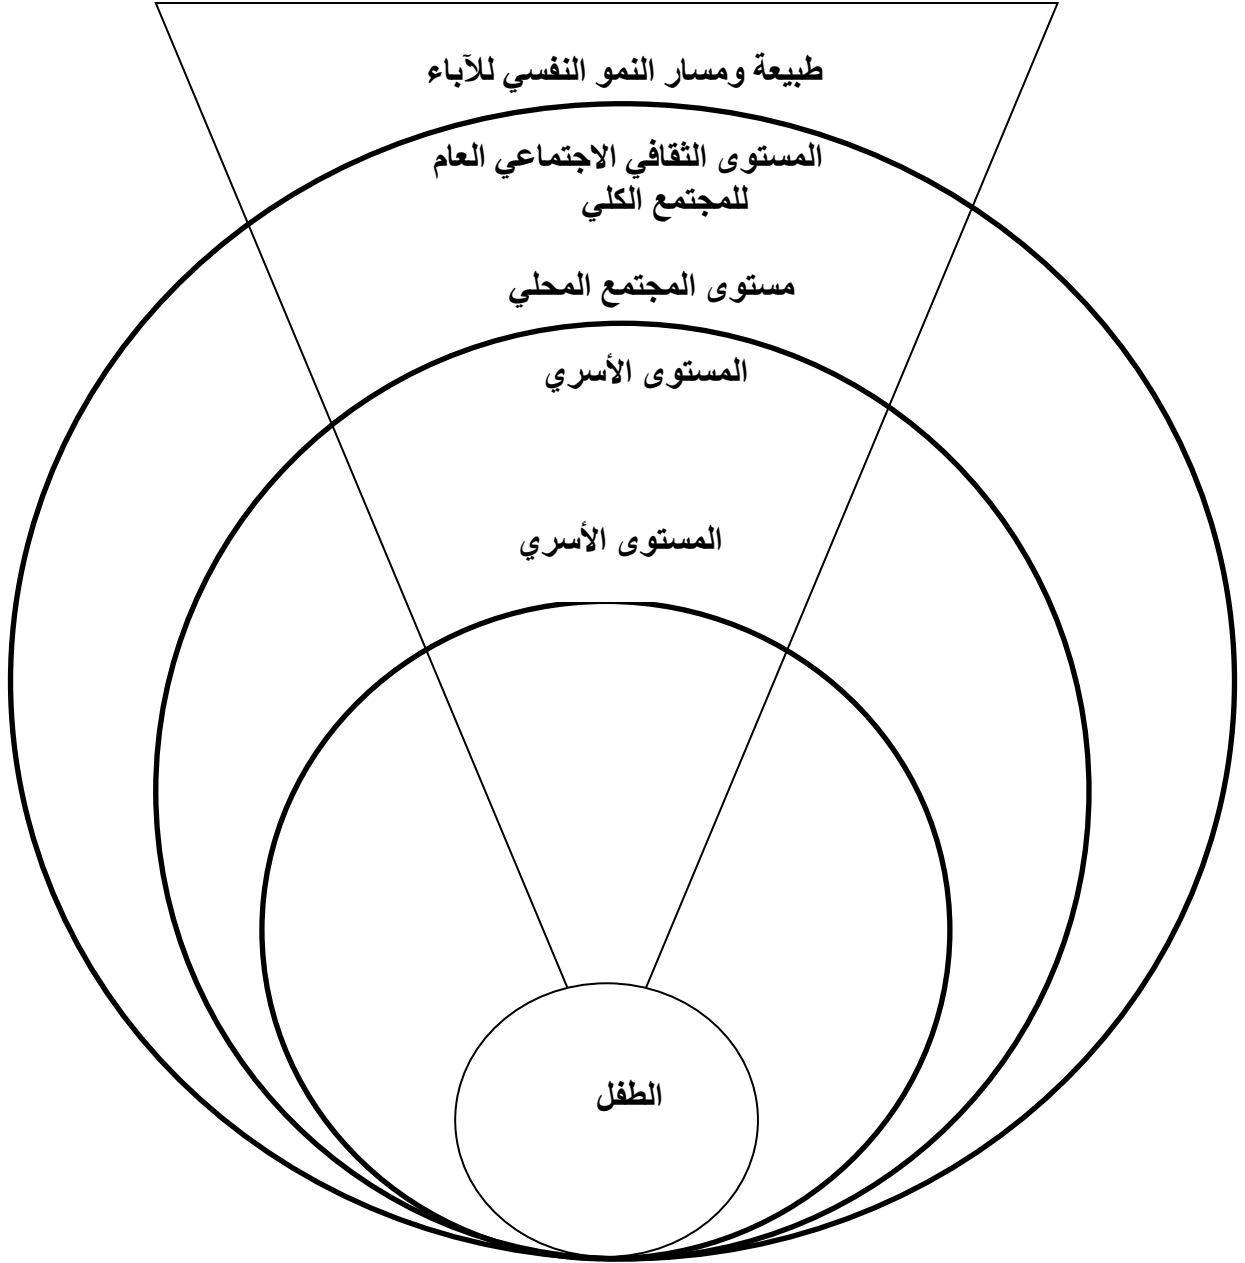 طبيعة ومسار النمو النفسي للآباء
المستوى الثقافي الاجتماعي العام
للمجتمع الكلي
مستوى المجتمع المحلي
المستوى الأسري
المستوى الأسري
الطفل